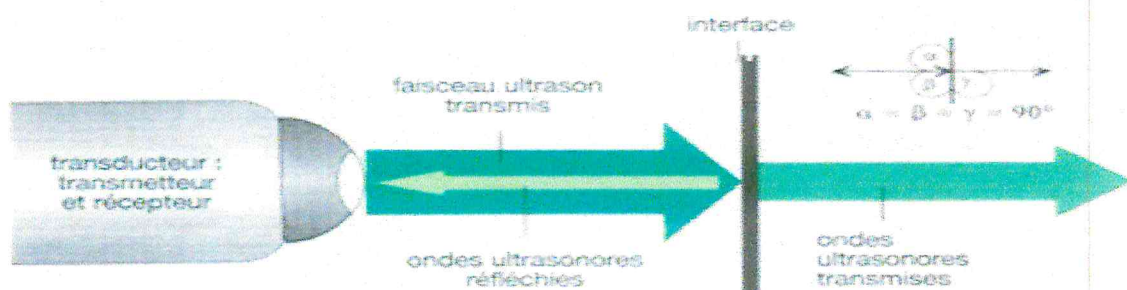 interface
faisceau ultrason
transmis
α
β γ
α = β = γ = 90°
transducteur :
transmetteur
et récepteur
ondes ultrasonores
réfléchies
ondes
ultrasonores
transmises